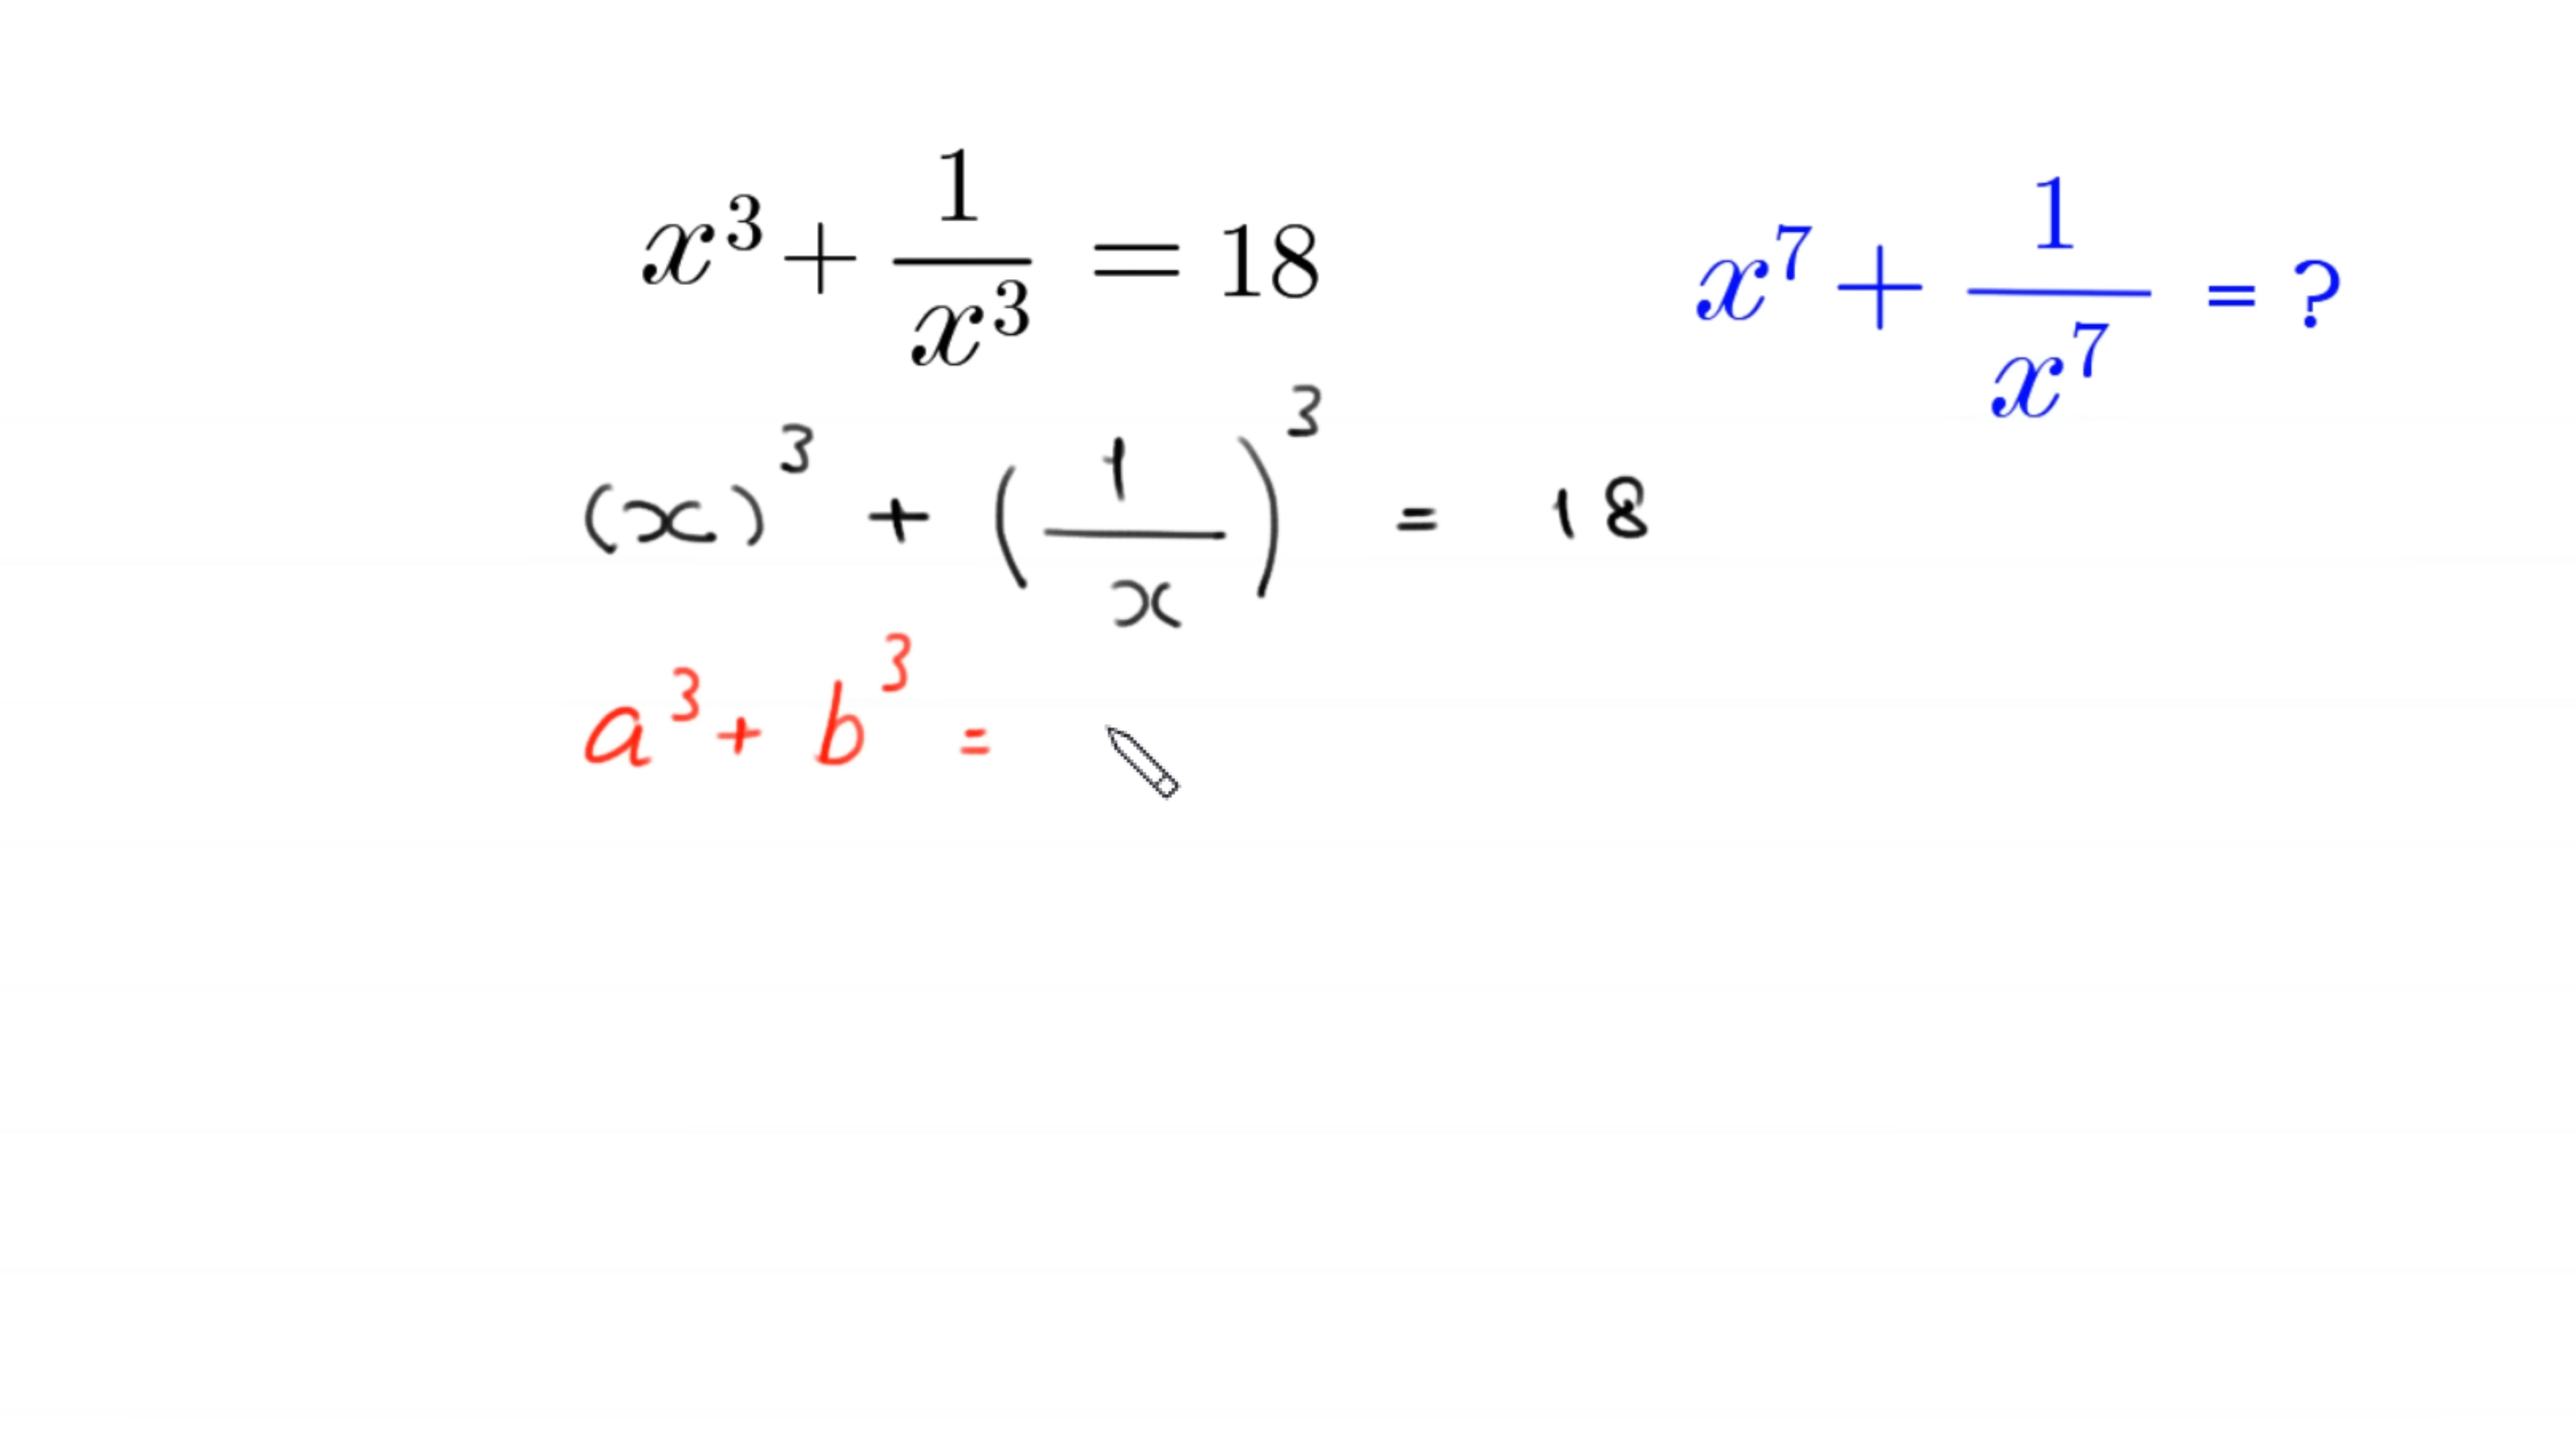 x³ + 1/x³ = 18
x⁷ + 1/x⁷ = ?
(x)³ + (1/x)³ = 18
a³ + b³ =